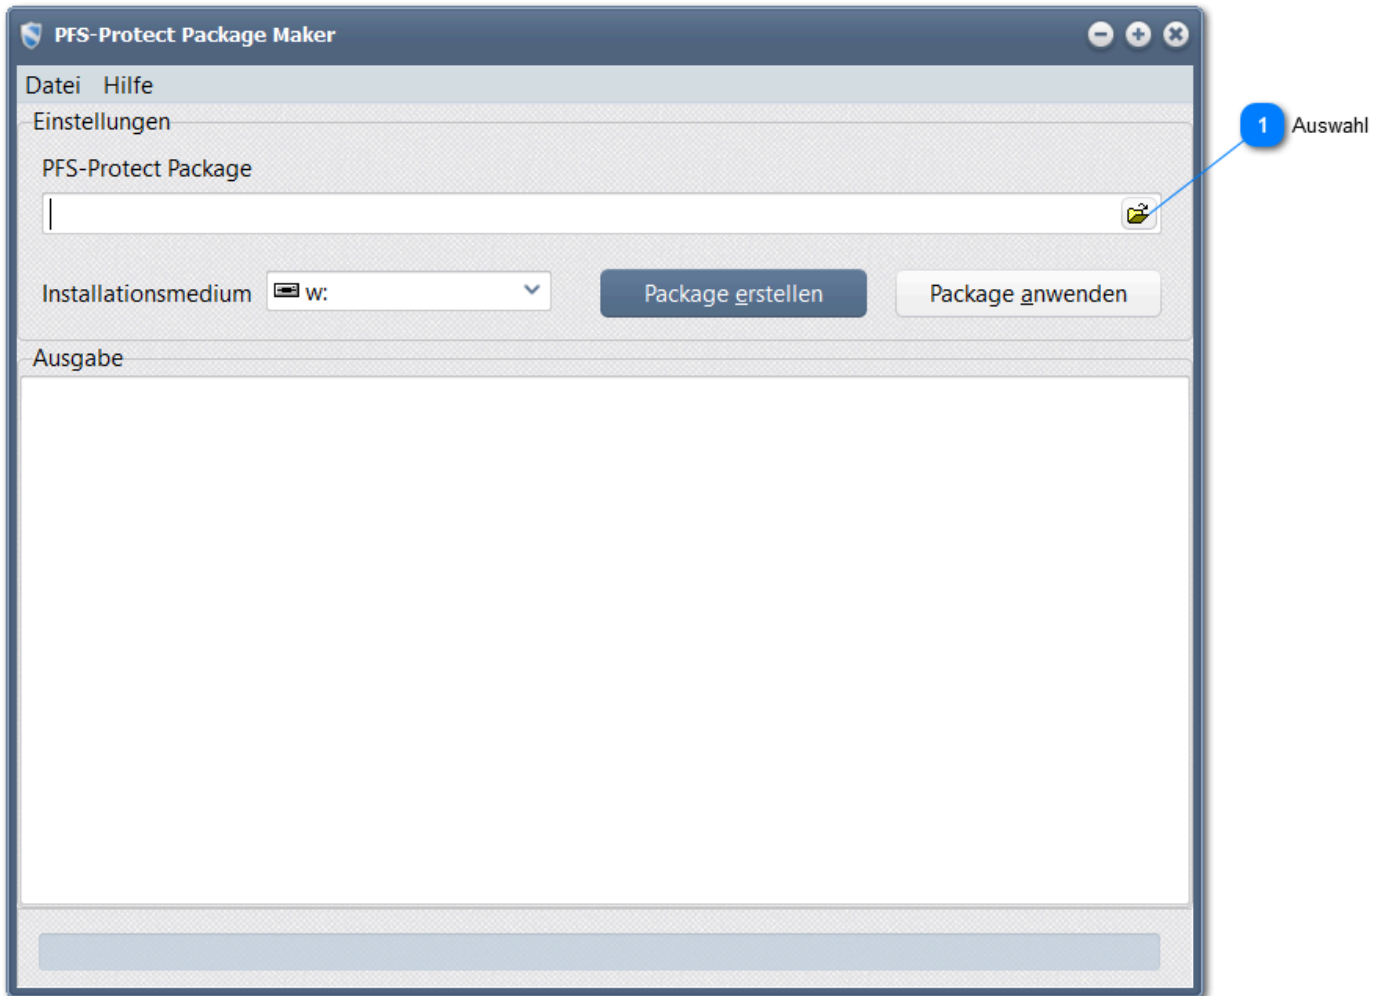 PFS-Protect Package Maker
Datei Hilfe
Einstellungen
1 Auswahl
PFS-Protect Package
Installationsmedium w: Package erstellen Package anwenden
Ausgabe